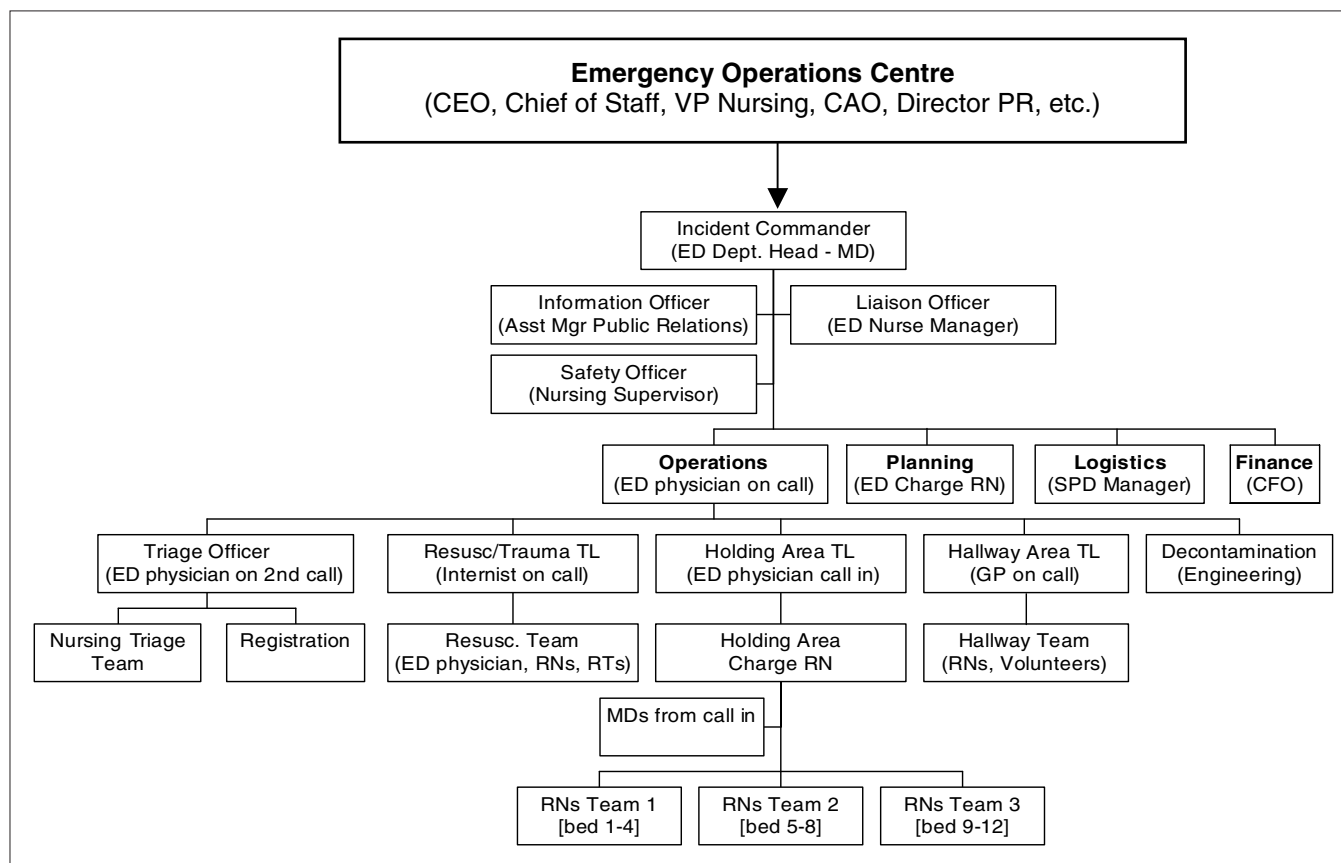 Emergency Operations Centre
(CEO, Chief of Staff, VP Nursing, CAO, Director PR, etc.)
Incident Commander
(ED Dept. Head - MD)
Information Officer
(Asst Mgr Public Relations)
Liaison Officer
(ED Nurse Manager)
Safety Officer
(Nursing Supervisor)
Operations
(ED physician on call)
Planning
(ED Charge RN)
Logistics
(SPD Manager)
Finance
(CFO)
Triage Officer
(ED physician on 2nd call)
Resusc/Trauma TL
(Internist on call)
Holding Area TL
(ED physician call in)
Hallway Area TL
(GP on call)
Decontamination
(Engineering)
Nursing Triage
Team
Registration
Resusc. Team
(ED physician, RNs, RTs)
Holding Area
Charge RN
Hallway Team
(RNs, Volunteers)
MDs from call in
RNs Team 1
[bed 1-4]
RNs Team 2
[bed 5-8]
RNs Team 3
[bed 9-12]